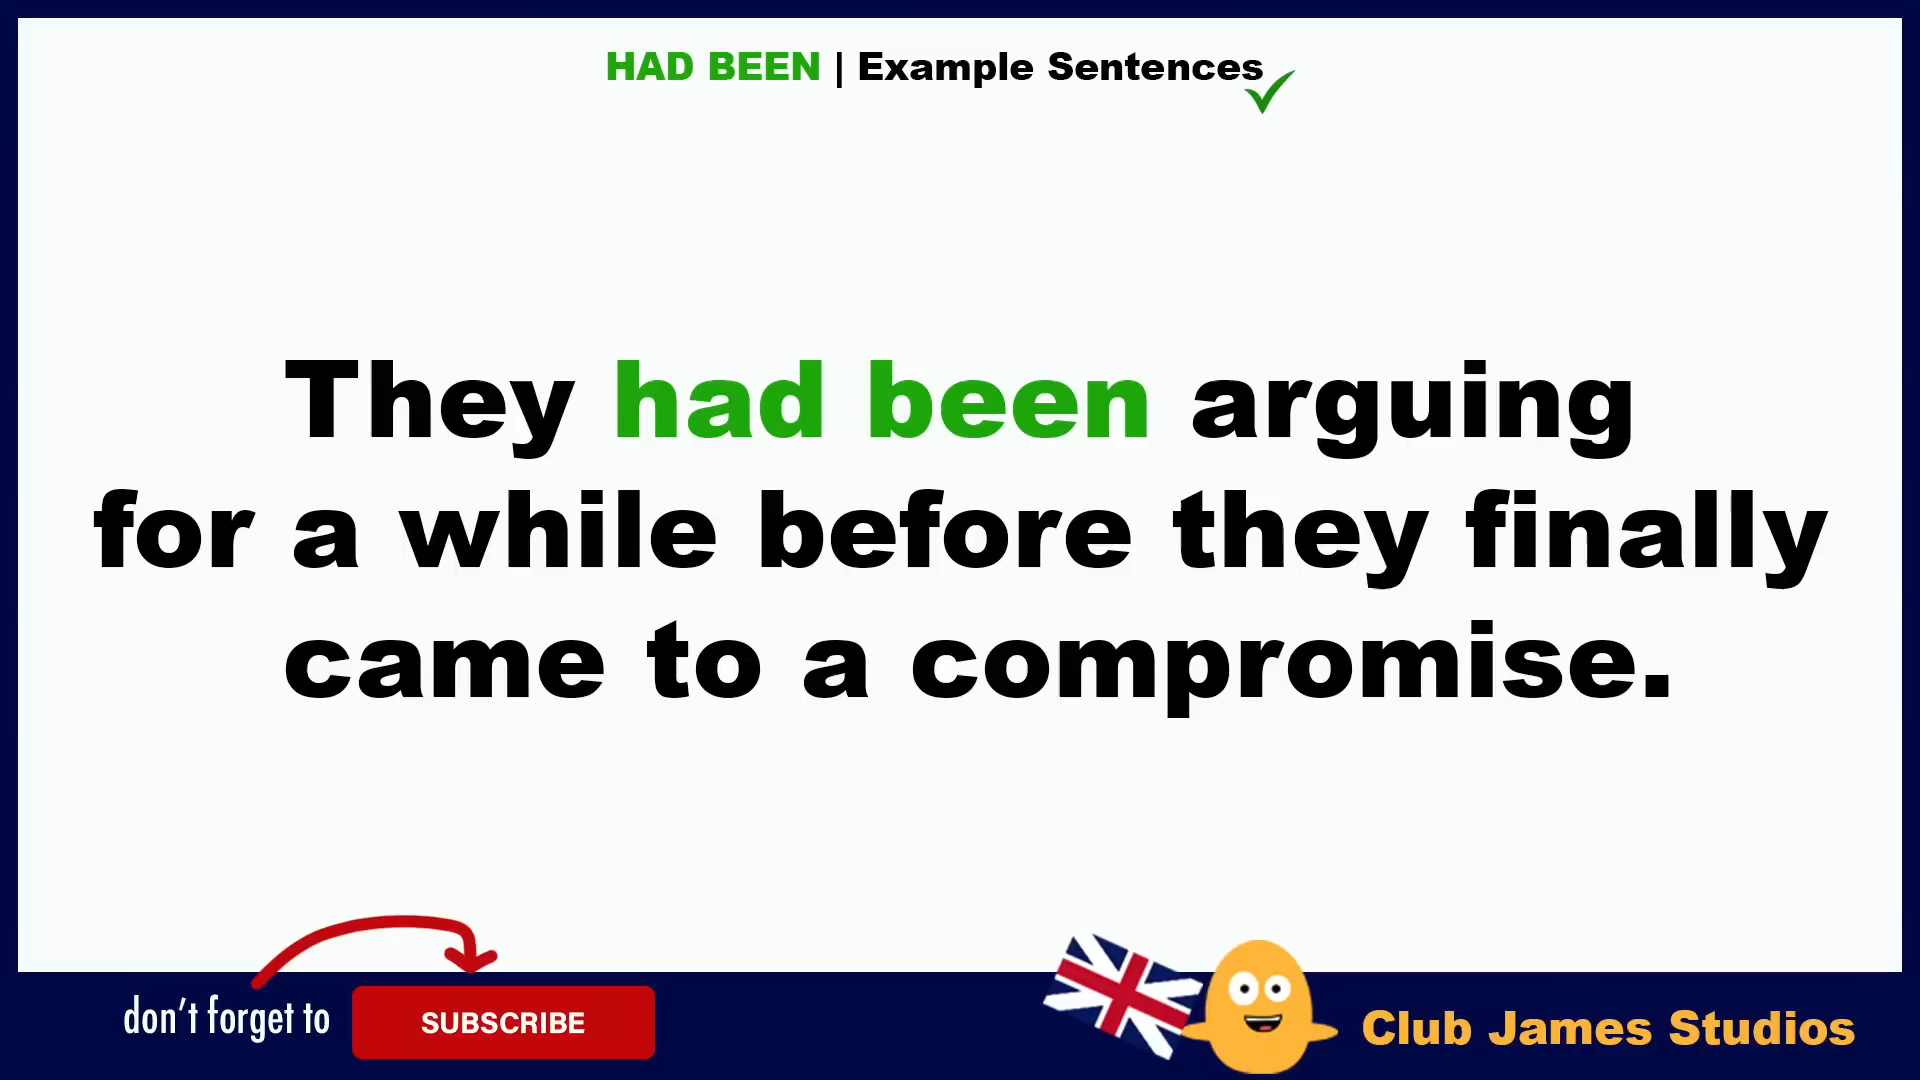 HAD BEEN | Example Sentences
They had been arguing
for a while before they finally
came to a compromise.
don't forget to
SUBSCRIBE
Club James Studios